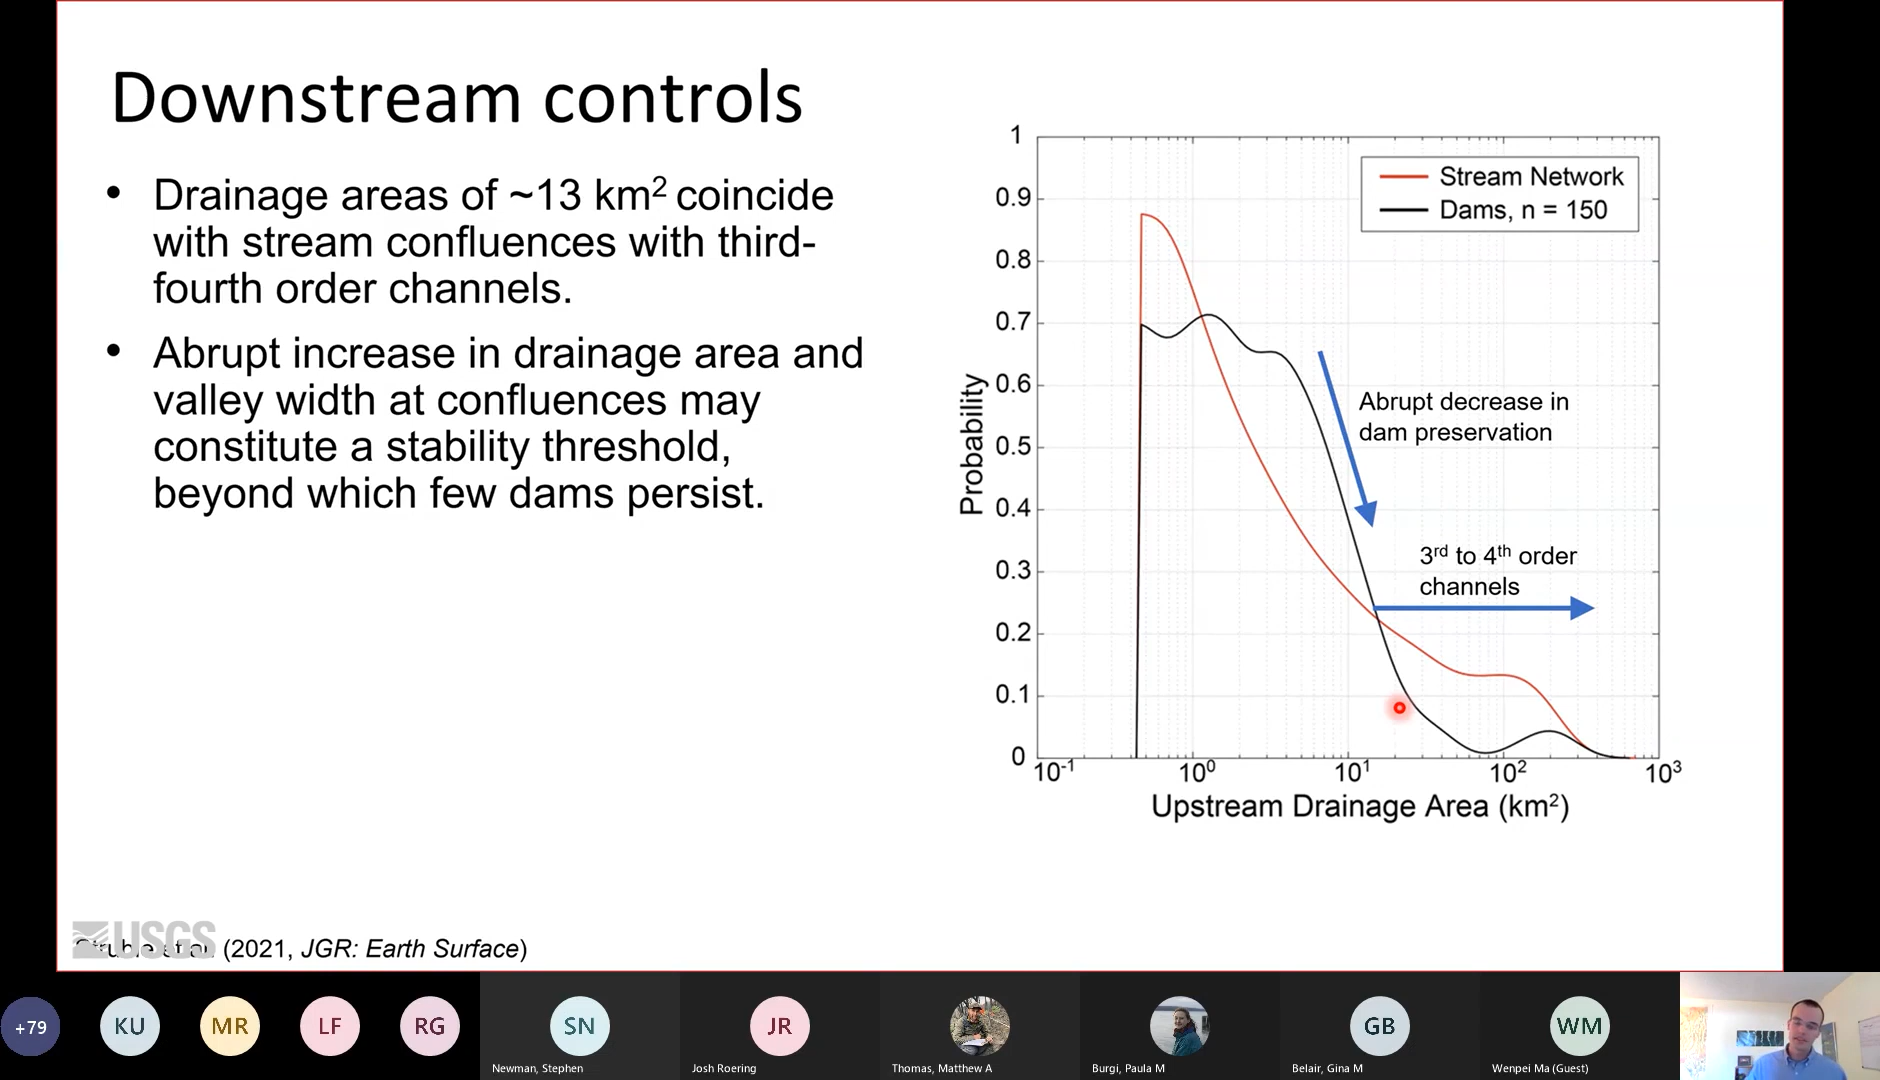 Downstream controls
• Drainage areas of ~13 km² coincide
with stream confluences with third-
fourth order channels.
• Abrupt increase in drainage area and
valley width at confluences may
constitute a stability threshold,
beyond which few dams persist.
1
0.9
0.8
0.7
0.6
0.5
0.4
0.3
0.2
0.1
0
Probability
Stream Network
Dams, n = 150
Abrupt decrease in
dam preservation
3rd to 4th order
channels
10⁻¹ 10⁰ 10¹ 10² 10³
Upstream Drainage Area (km²)
USGS
(2021, JGR: Earth Surface)
+79 KU MR LF RG SN JR GB WM
Newman, Stephen
Josh Roering
Thomas, Matthew A
Burgi, Paula M
Belair, Gina M
Wenpei Ma (Guest)